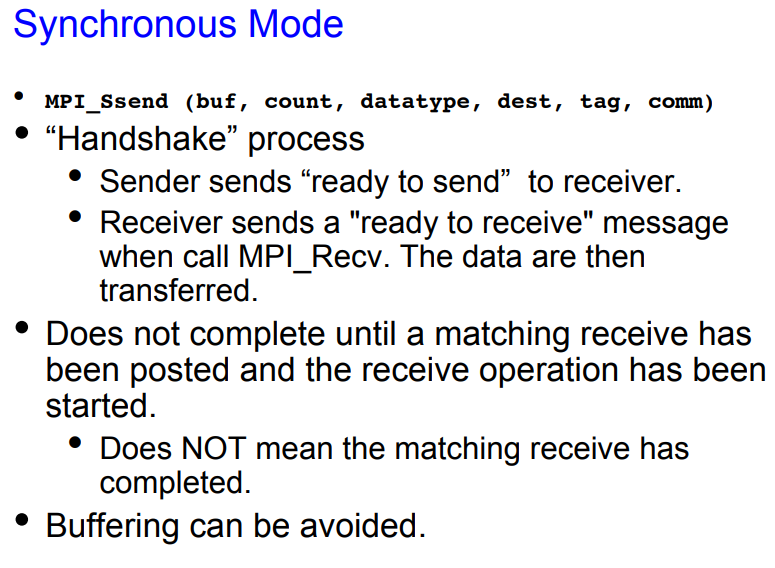 Synchronous Mode
• MPI_Ssend (buf, count, datatype, dest, tag, comm)
• “Handshake” process
• Sender sends “ready to send” to receiver.
• Receiver sends a "ready to receive" message
when call MPI_Recv. The data are then
transferred.
• Does not complete until a matching receive has
been posted and the receive operation has been
started.
• Does NOT mean the matching receive has
completed.
• Buffering can be avoided.